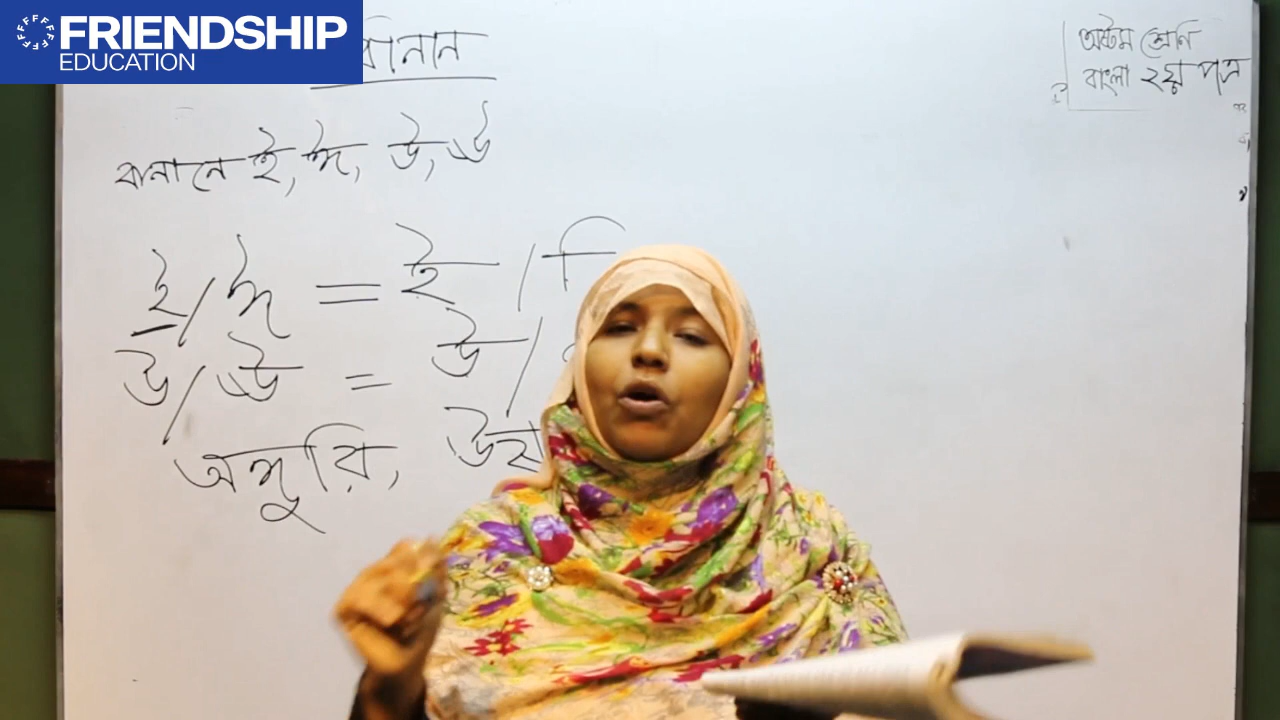 FRIENDSHIP
EDUCATION
বানান
অষ্টম শ্রেণি
বাংলা ২য় পত্র
বানানে ই, ঈ, উ, ঊ
ই/ঈ = ই/ ি
উ/ঊ = উ/
অঙ্গুরি,